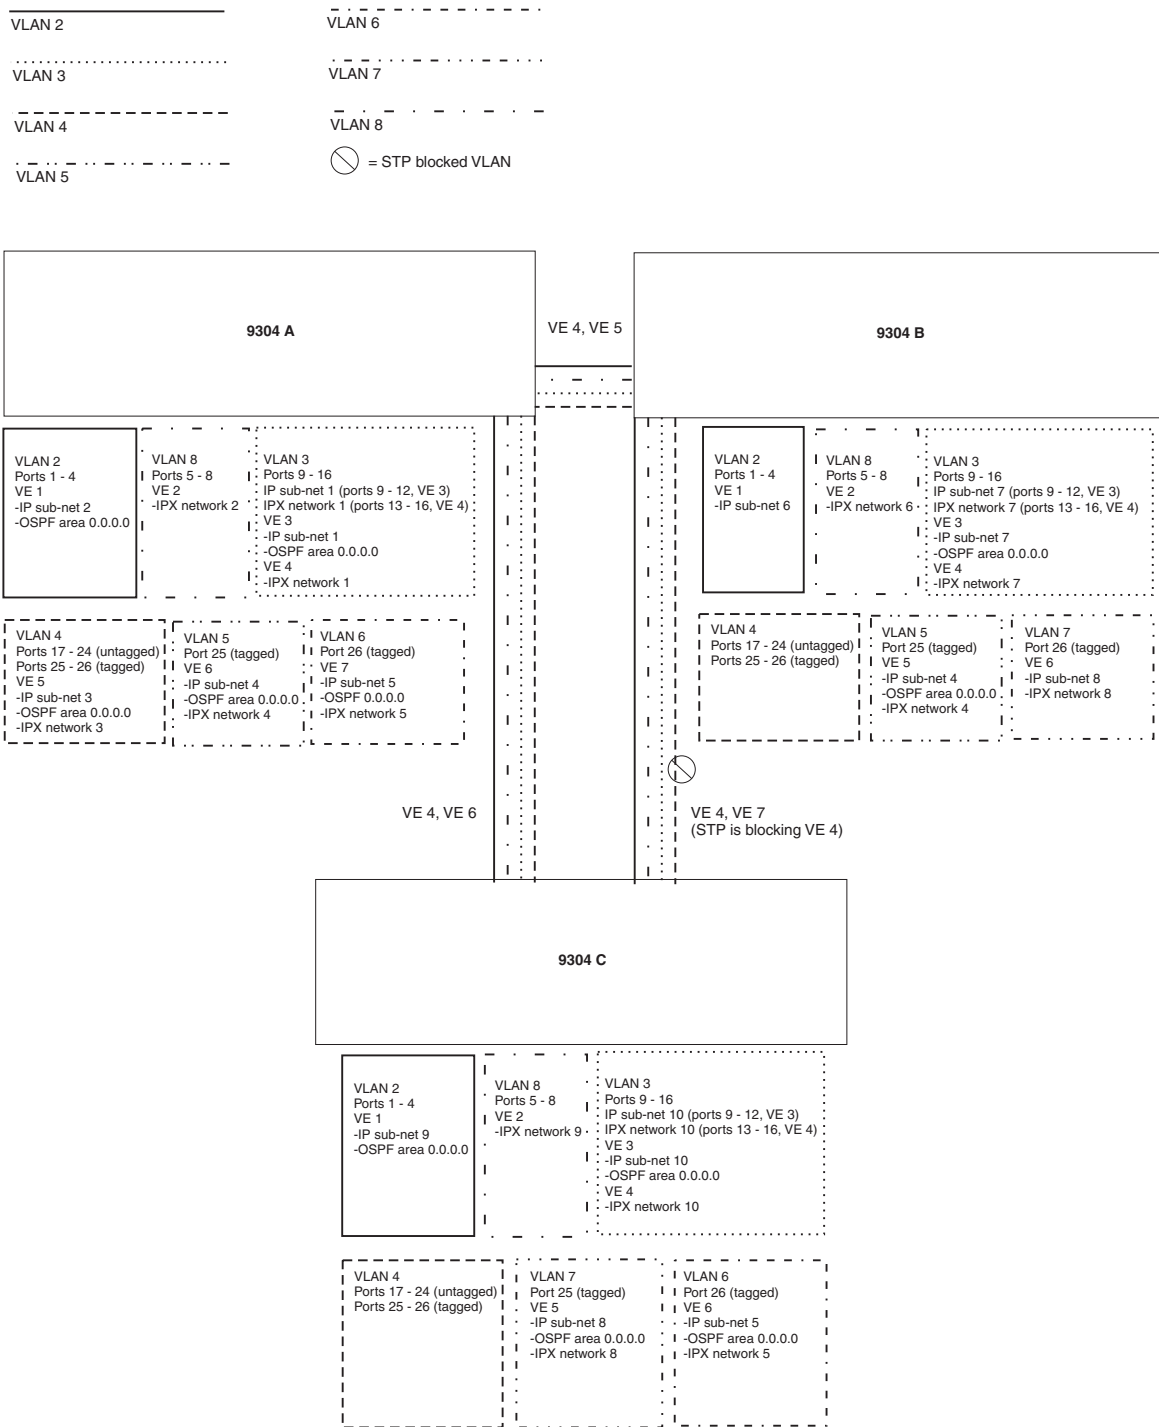 VLAN 2
VLAN 3
VLAN 4
VLAN 5
VLAN 6
VLAN 7
VLAN 8
= STP blocked VLAN
9304 A
VE 4, VE 5
9304 B
VLAN 2
Ports 1 - 4
VE 1
-IP sub-net 2
-OSPF area 0.0.0.0
VLAN 8
Ports 5 - 8
VE 2
-IPX network 2
VLAN 3
Ports 9 - 16
IP sub-net 1 (ports 9 - 12, VE 3)
IPX network 1 (ports 13 - 16, VE 4)
VE 3
-IP sub-net 1
-OSPF area 0.0.0.0
VE 4
-IPX network 1
VLAN 2
Ports 1 - 4
VE 1
-IP sub-net 6
VLAN 8
Ports 5 - 8
VE 2
-IPX network 6
VLAN 3
Ports 9 - 16
IP sub-net 7 (ports 9 - 12, VE 3)
IPX network 7 (ports 13 - 16, VE 4)
VE 3
-IP sub-net 7
-OSPF area 0.0.0.0
VE 4
-IPX network 7
VLAN 4
Ports 17 - 24 (untagged)
Ports 25 - 26 (tagged)
VE 5
-IP sub-net 3
-OSPF area 0.0.0.0
-IPX network 3
VLAN 5
Port 25 (tagged)
VE 6
-IP sub-net 4
-OSPF area 0.0.0.0
-IPX network 4
VLAN 6
Port 26 (tagged)
VE 7
-IP sub-net 5
-OSPF 0.0.0.0
-IPX network 5
VLAN 4
Ports 17 - 24 (untagged)
Ports 25 - 26 (tagged)
VLAN 5
Port 25 (tagged)
VE 5
-IP sub-net 4
-OSPF area 0.0.0.0
-IPX network 4
VLAN 7
Port 26 (tagged)
VE 6
-IP sub-net 8
-IPX network 8
VE 4, VE 6
VE 4, VE 7
(STP is blocking VE 4)
9304 C
VLAN 2
Ports 1 - 4
VE 1
-IP sub-net 9
-OSPF area 0.0.0.0
VLAN 8
Ports 5 - 8
VE 2
-IPX network 9
VLAN 3
Ports 9 - 16
IP sub-net 10 (ports 9 - 12, VE 3)
IPX network 10 (ports 13 - 16, VE 4)
VE 3
-IP sub-net 10
-OSPF area 0.0.0.0
VE 4
-IPX network 10
VLAN 4
Ports 17 - 24 (untagged)
Ports 25 - 26 (tagged)
VLAN 7
Port 25 (tagged)
VE 5
-IP sub-net 8
-OSPF area 0.0.0.0
-IPX network 8
VLAN 6
Port 26 (tagged)
VE 6
-IP sub-net 5
-OSPF area 0.0.0.0
-IPX network 5